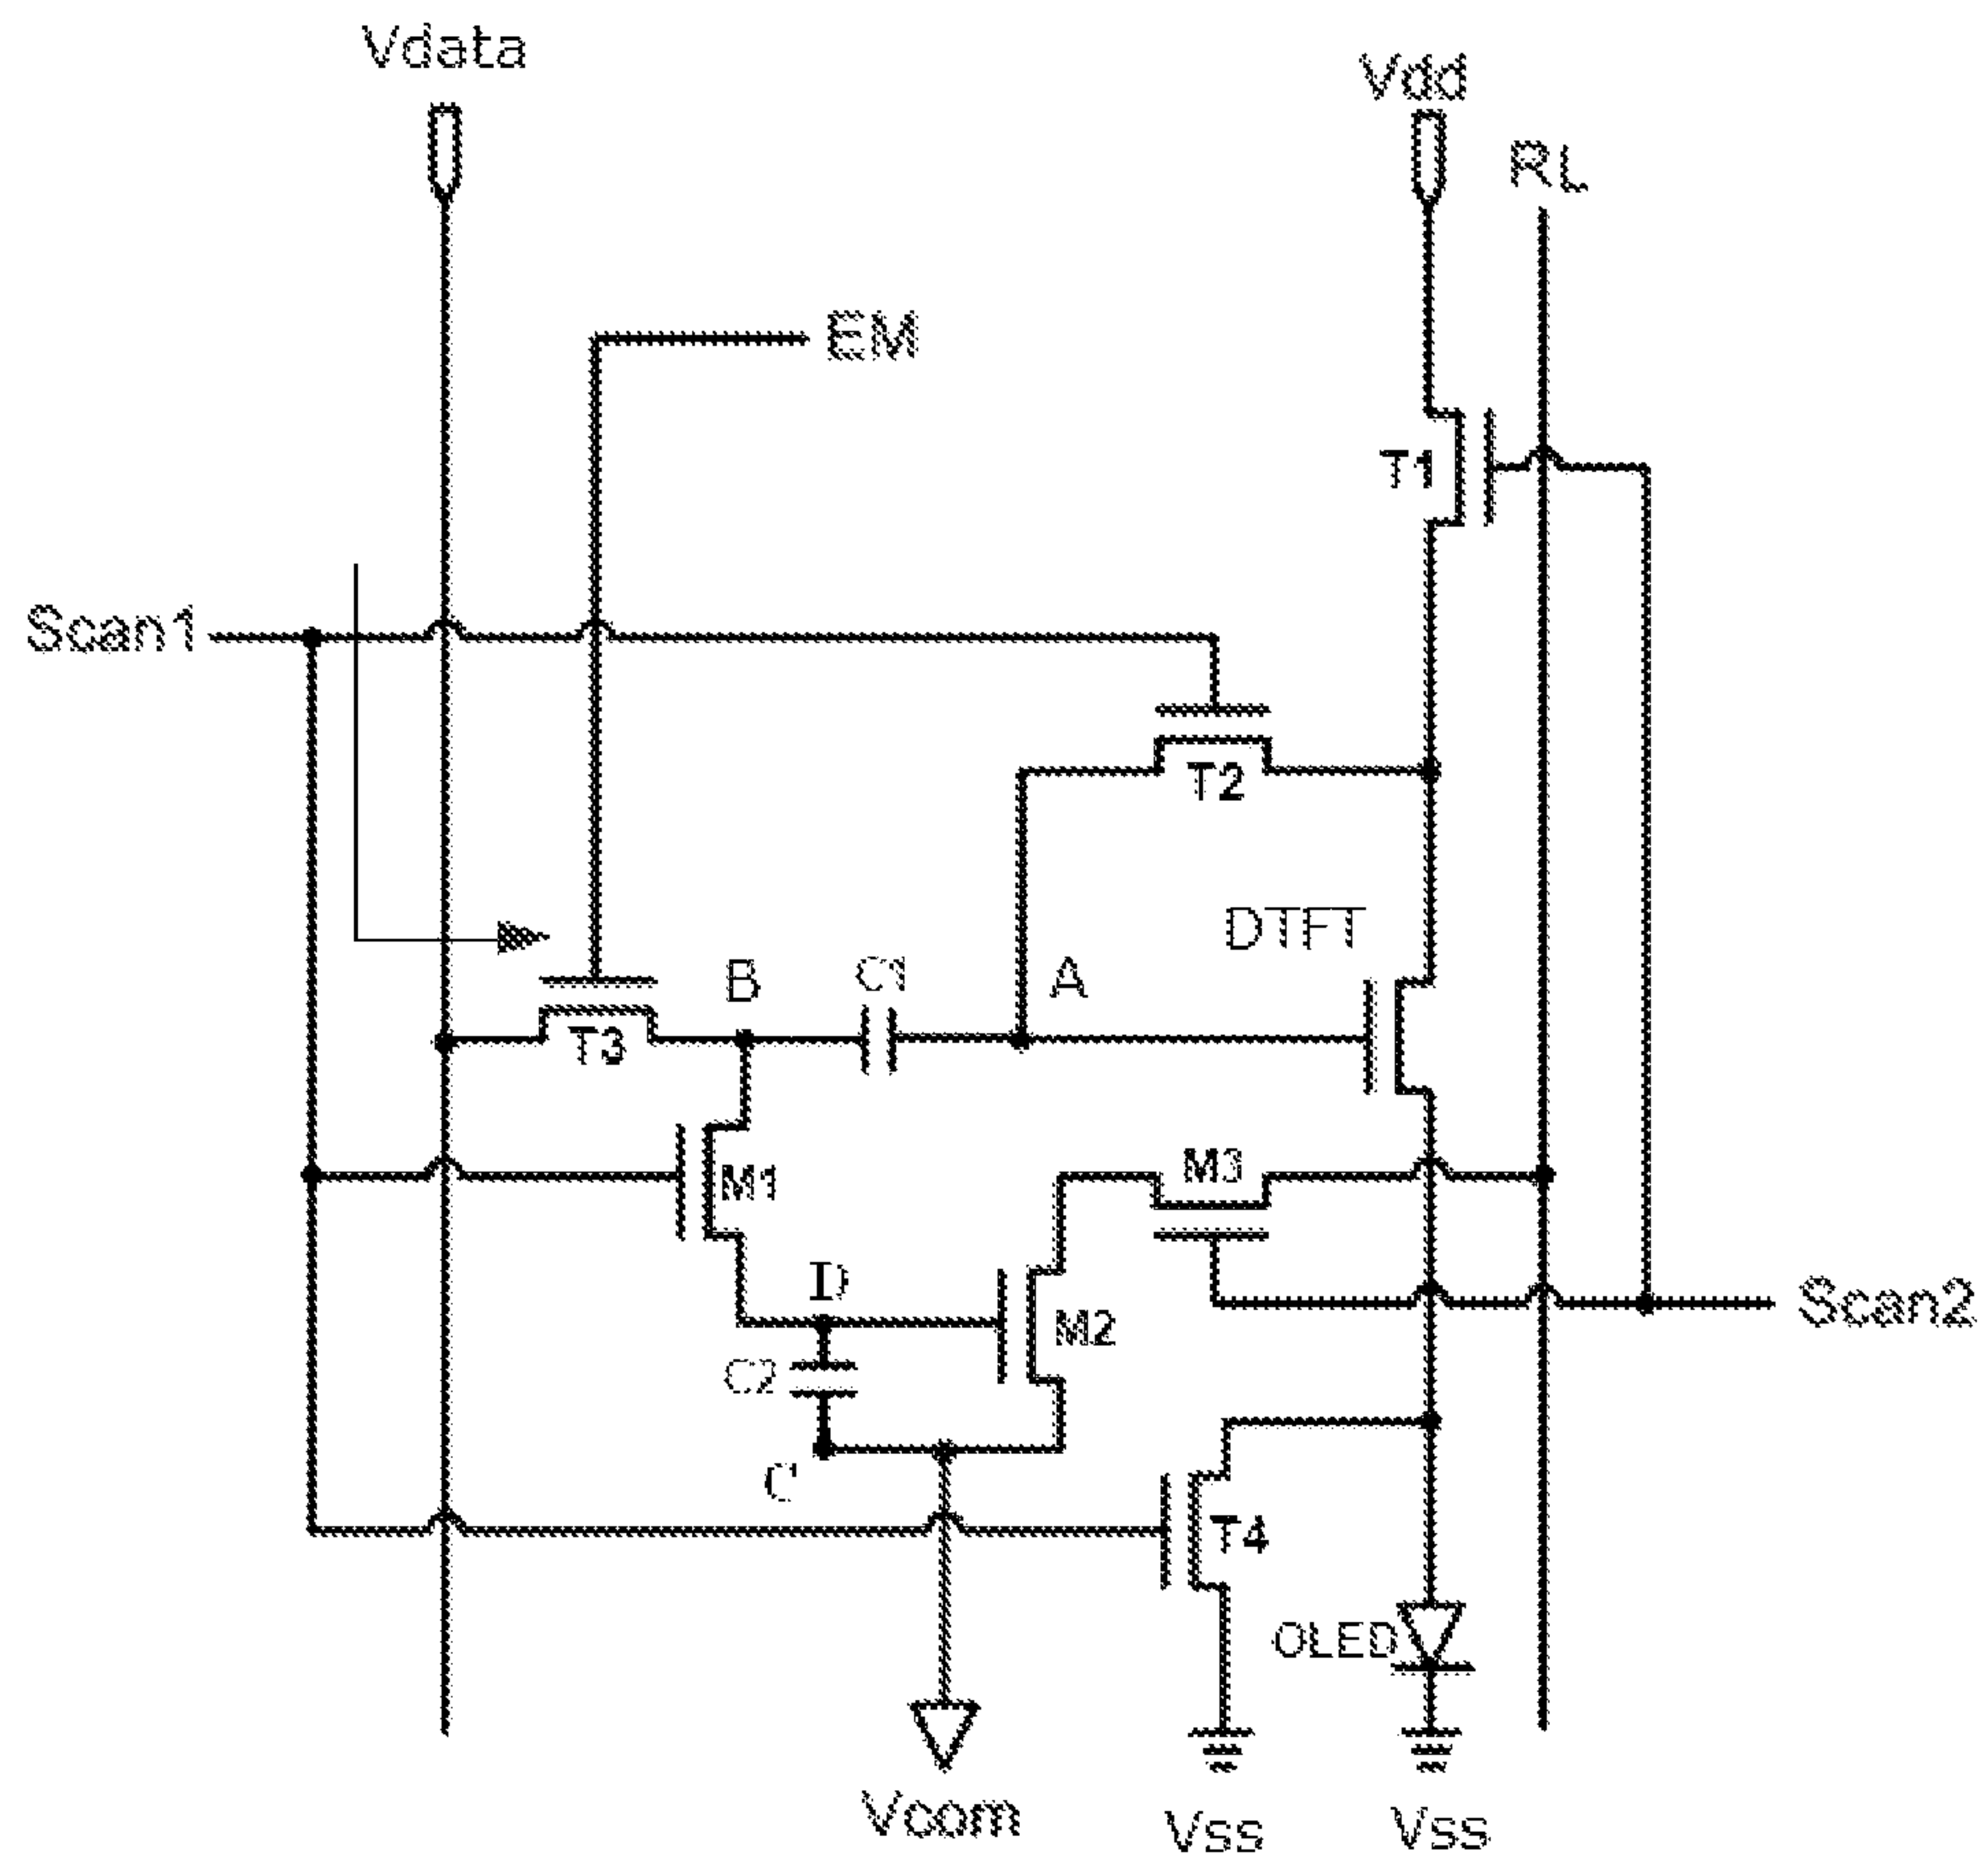 Vdata
Vdd
RL
EM
T1
Scan1
T2
DTFT
B
C1
A
T3
M3
M1
D
M2
Scan2
C2
C
T4
OLED
Vcom
Vss
Vss